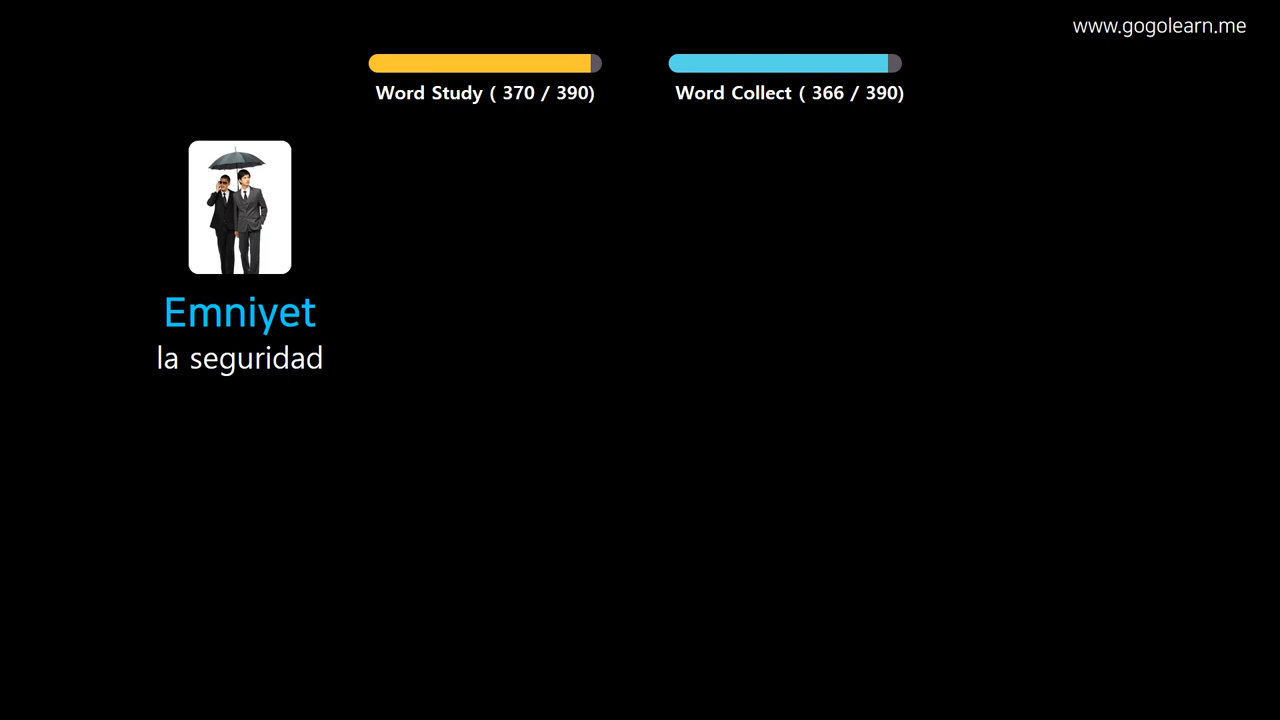 www.gogolearn.me
Word Study ( 370 / 390)
Word Collect ( 366 / 390)
Emniyet
la seguridad